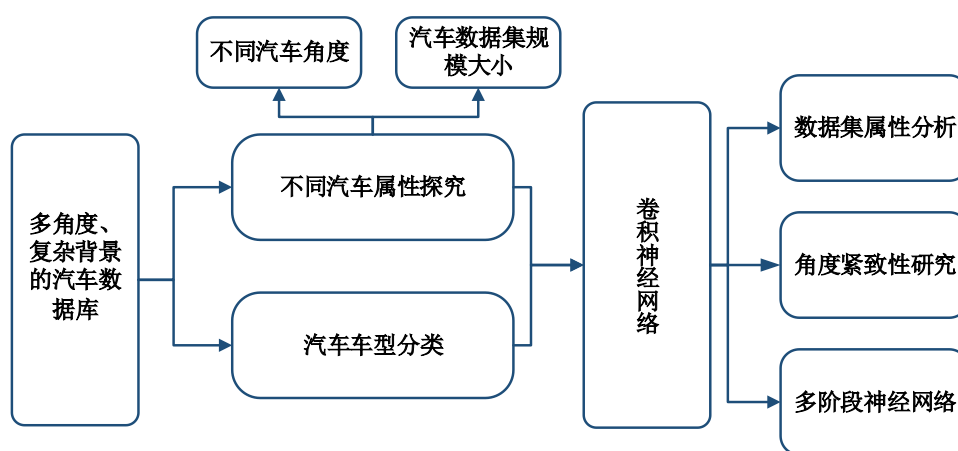 不同汽车角度
汽车数据集规
模大小
多角度、
复杂背景
的汽车数
据库
不同汽车属性探究
汽车车型分类
卷积神经网络
数据集属性分析
角度紧致性研究
多阶段神经网络